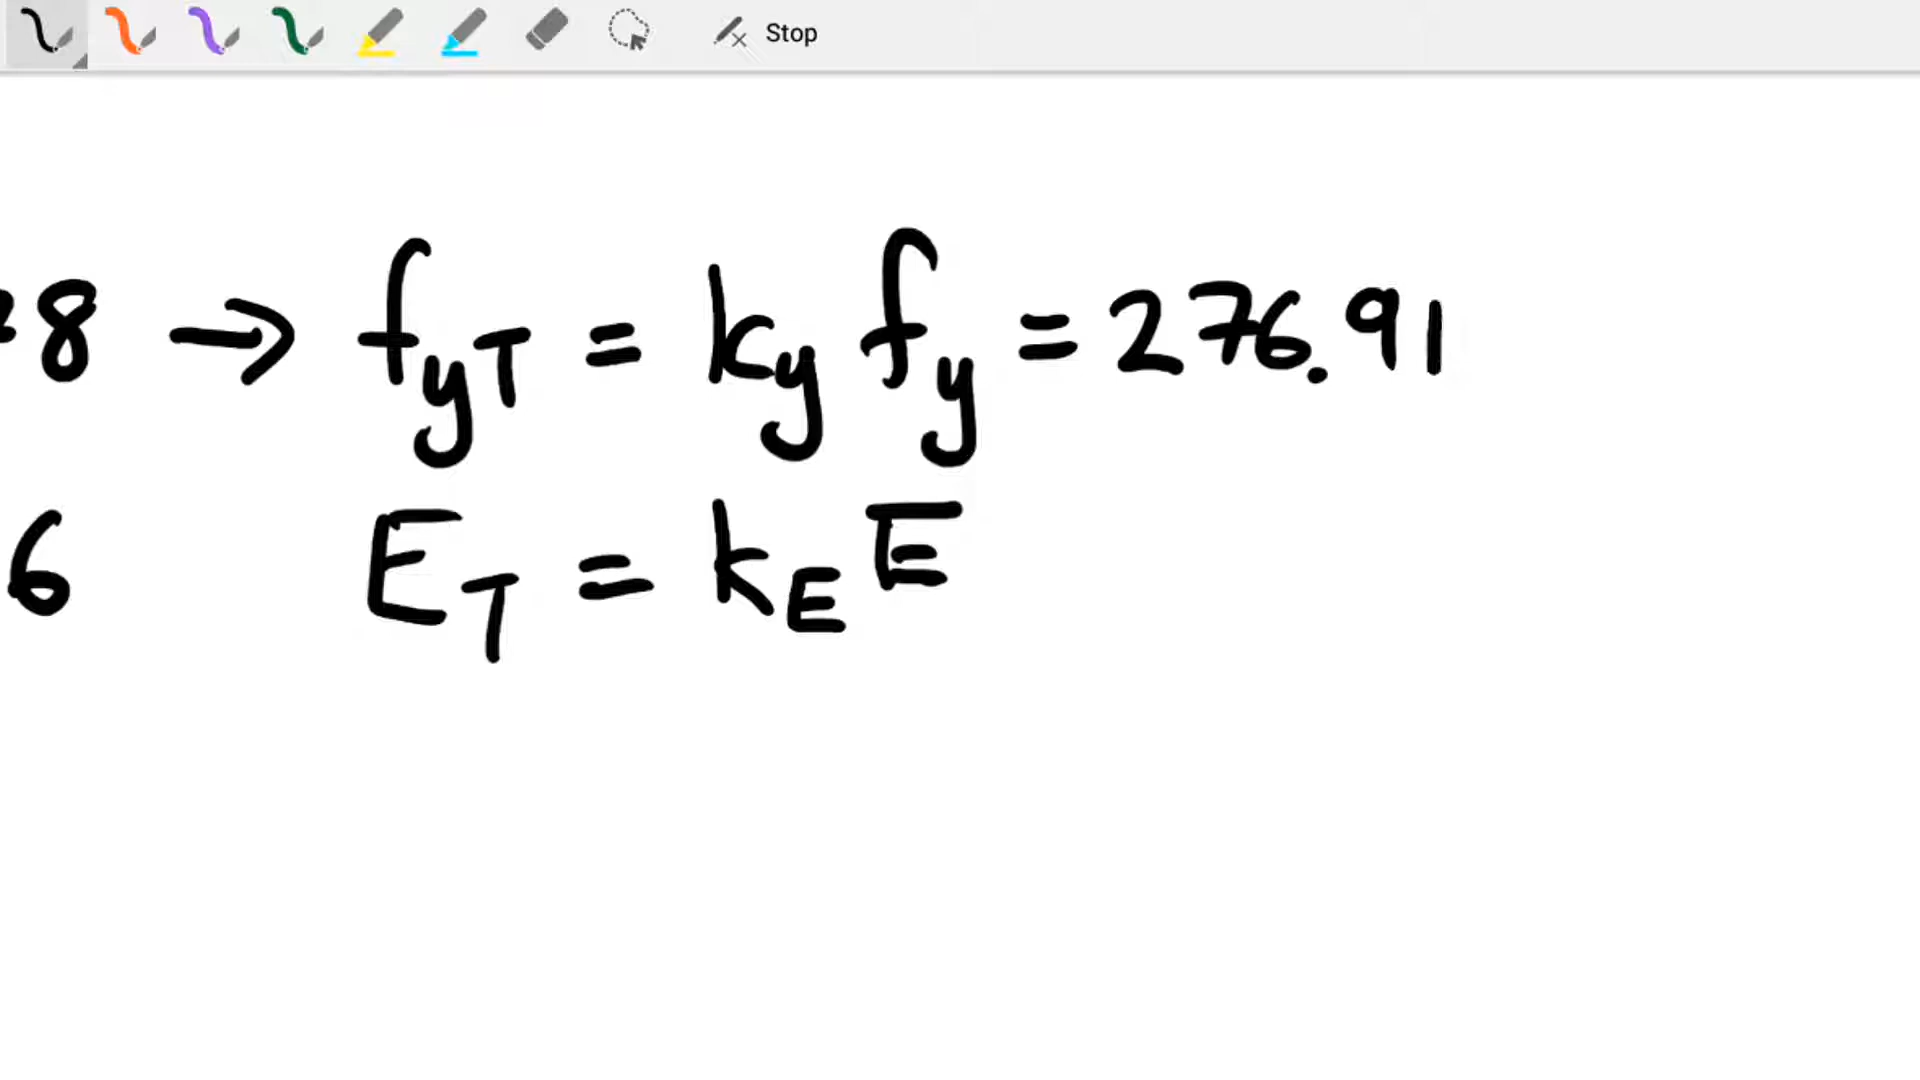 Stop
8 → fyT = ky fy = 276.91
6 ET = kE E